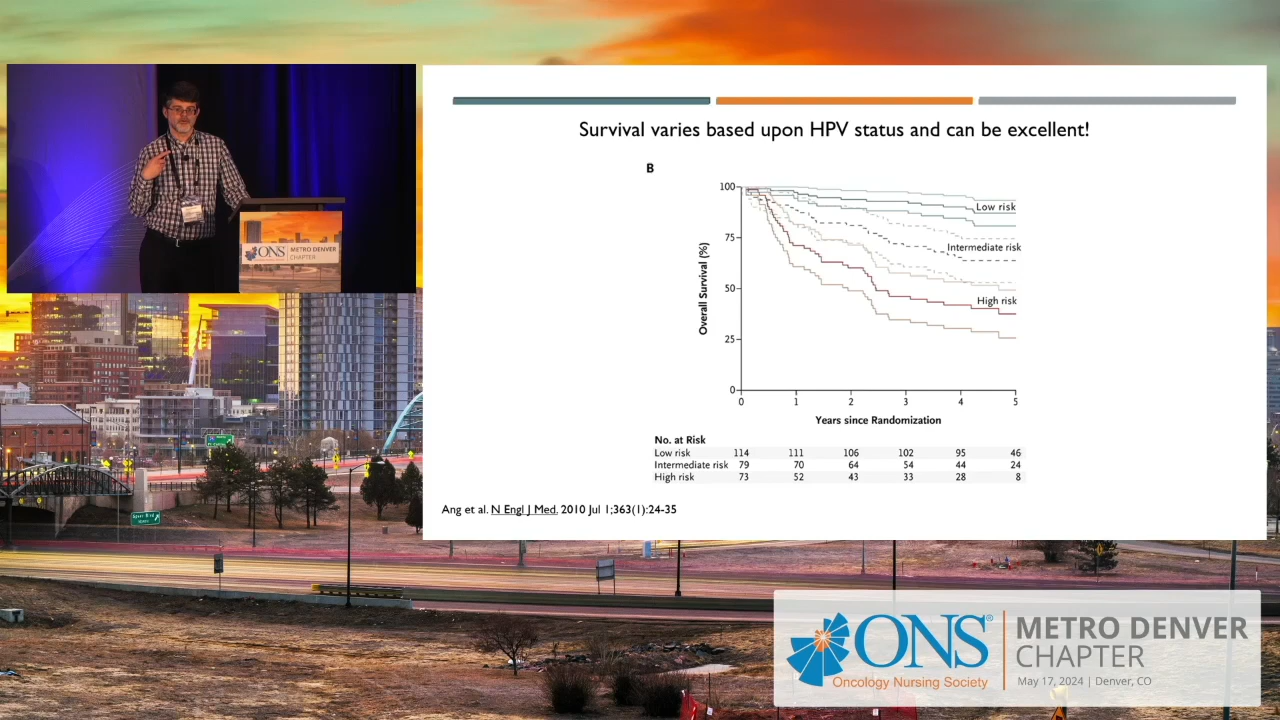 Survival varies based upon HPV status and can be excellent!
B
100
75
50
25
0
Overall Survival (%)
Low risk
Intermediate risk
High risk
0 1 2 3 4 5
Years since Randomization
No. at Risk
Low risk 114 111 106 102 95 46
Intermediate risk 79 70 64 54 44 24
High risk 73 52 43 33 28 8
Ang et al. N Engl J Med. 2010 Jul 1;363(1):24-35
ONS METRO DENVER
CHAPTER
ONS®
Oncology Nursing Society
METRO DENVER
CHAPTER
May 17, 2024 | Denver, CO